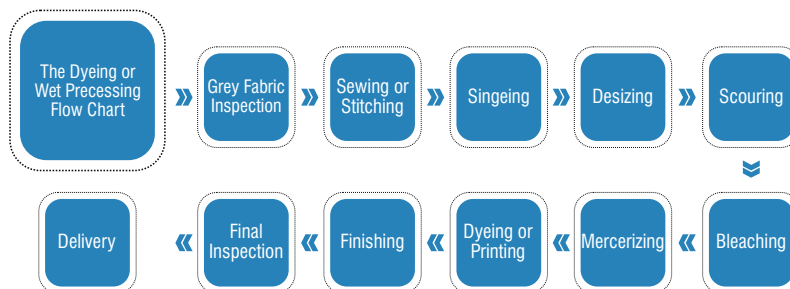 The Dyeing or
Wet Precessing
Flow Chart
Grey Fabric
Inspection
Sewing or
Stitching
Singeing
Desizing
Scouring
Bleaching
Mercerizing
Dyeing or
Printing
Finishing
Final
Inspection
Delivery